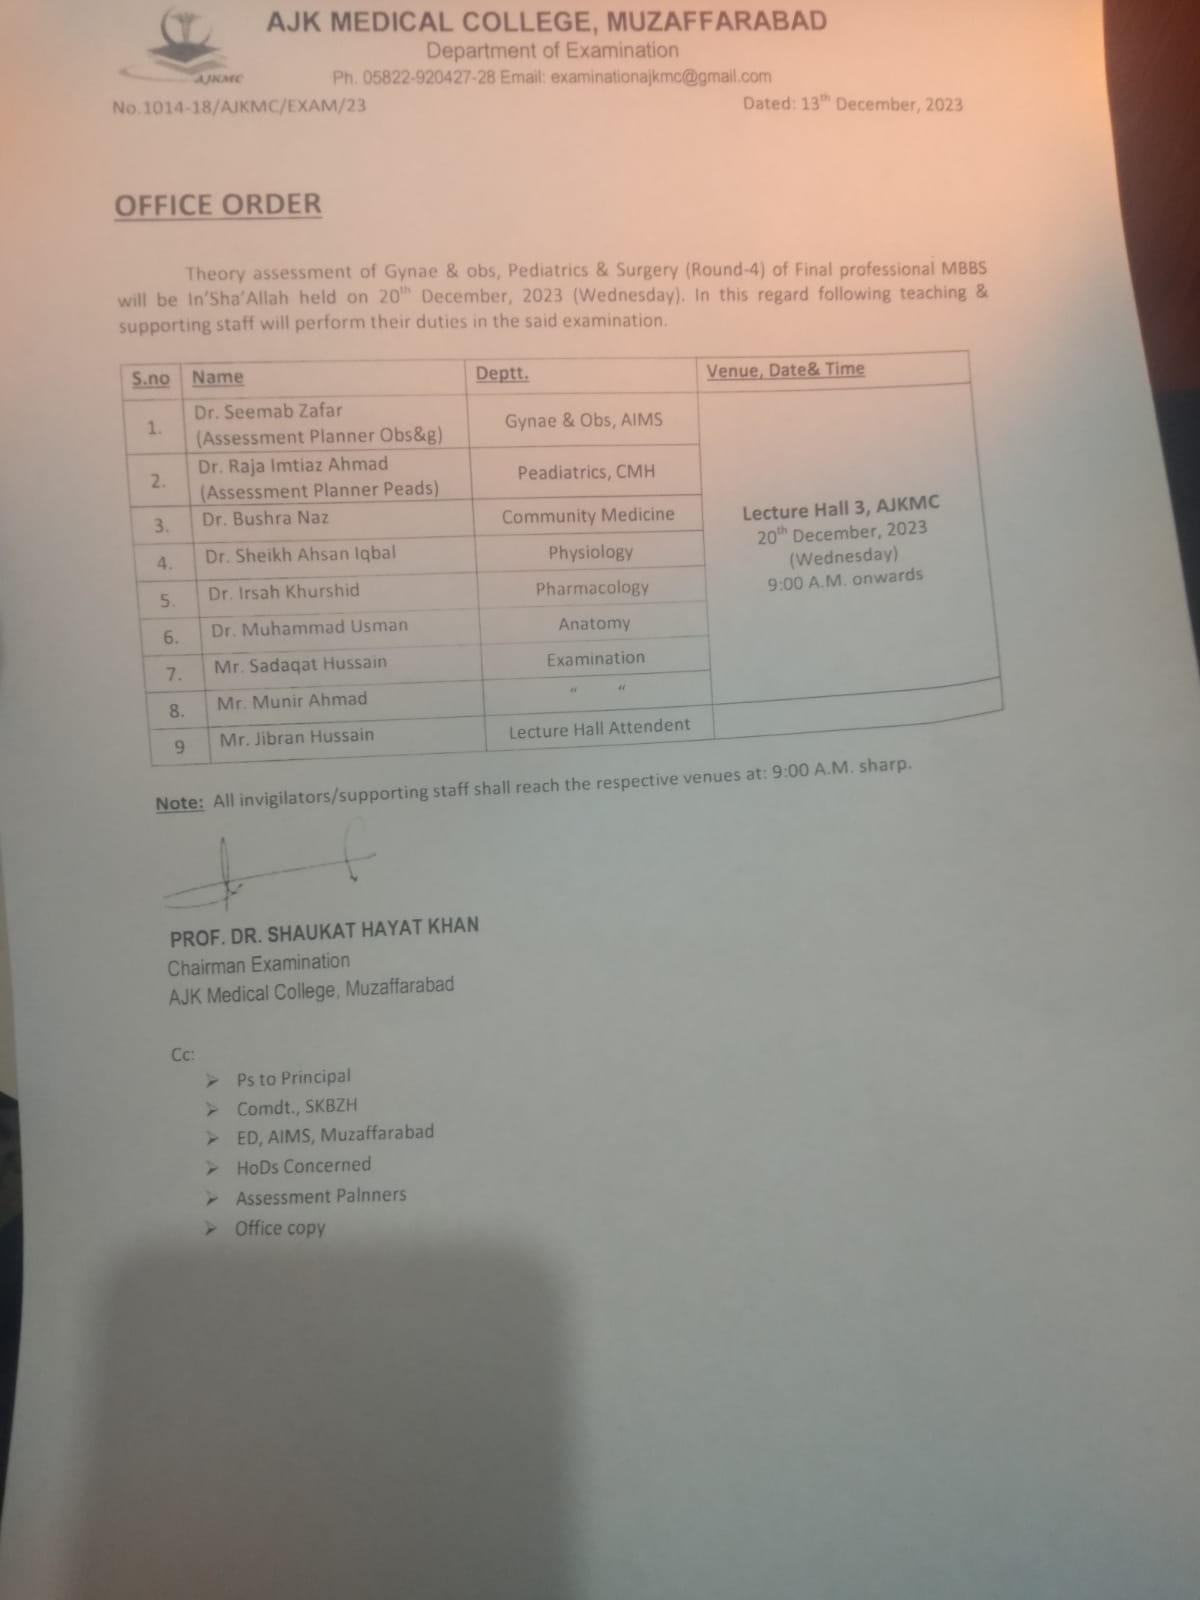 AJKMC
AJK MEDICAL COLLEGE, MUZAFFARABAD
Department of Examination
Ph. 05822-920427-28 Email: examinationajkmc@gmail.com
No.1014-18/AJKMC/EXAM/23 Dated: 13th December, 2023
OFFICE ORDER
Theory assessment of Gynae & obs, Pediatrics & Surgery (Round-4) of Final professional MBBS
will be In'Sha'Allah held on 20th December, 2023 (Wednesday). In this regard following teaching &
supporting staff will perform their duties in the said examination.
S.no Name Deptt. Venue, Date& Time
1. Dr. Seemab Zafar
(Assessment Planner Obs&g) Gynae & Obs, AIMS
2. Dr. Raja Imtiaz Ahmad
(Assessment Planner Peads) Peadiatrics, CMH
3. Dr. Bushra Naz Community Medicine
4. Dr. Sheikh Ahsan Iqbal Physiology
5. Dr. Irsah Khurshid Pharmacology
6. Dr. Muhammad Usman Anatomy
7. Mr. Sadaqat Hussain Examination
8. Mr. Munir Ahmad “ “
9 Mr. Jibran Hussain Lecture Hall Attendent
Lecture Hall 3, AJKMC
20th December, 2023
(Wednesday)
9:00 A.M. onwards
Note: All invigilators/supporting staff shall reach the respective venues at: 9:00 A.M. sharp.
PROF. DR. SHAUKAT HAYAT KHAN
Chairman Examination
AJK Medical College, Muzaffarabad
Cc:
➢ Ps to Principal
➢ Comdt., SKBZH
➢ ED, AIMS, Muzaffarabad
➢ HoDs Concerned
➢ Assessment Palnners
➢ Office copy